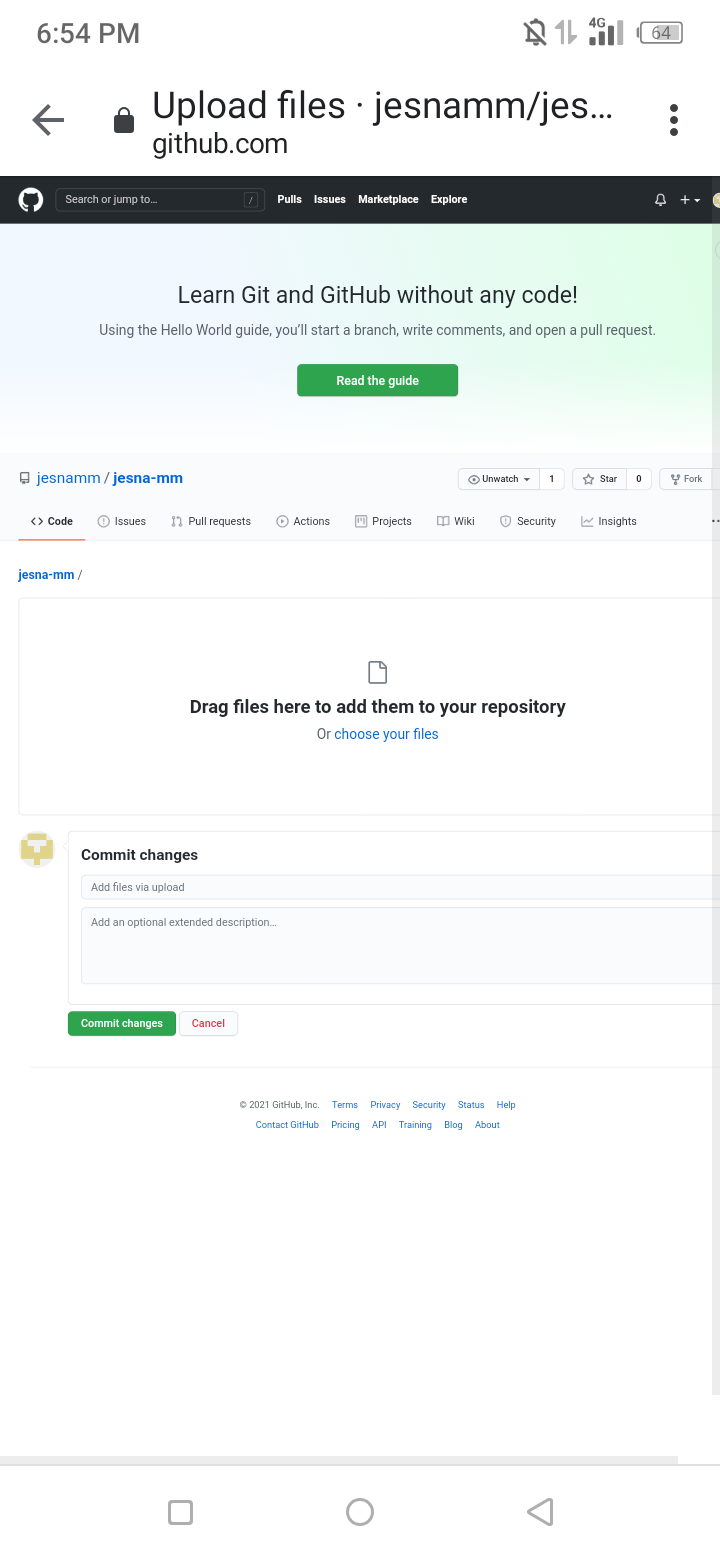 6:54 PM
4G
64
Upload files · jesnamm/jes...
github.com
Search or jump to...
/
Pulls Issues Marketplace Explore
Learn Git and GitHub without any code!
Using the Hello World guide, you'll start a branch, write comments, and open a pull request.
Read the guide
jesnamm / jesna-mm
Unwatch 1 Star 0 Fork
Code Issues Pull requests Actions Projects Wiki Security Insights
jesna-mm /
Drag files here to add them to your repository
Or choose your files
Commit changes
Add files via upload
Add an optional extended description...
Commit changes Cancel
© 2021 GitHub, Inc. Terms Privacy Security Status Help
Contact GitHub Pricing API Training Blog About